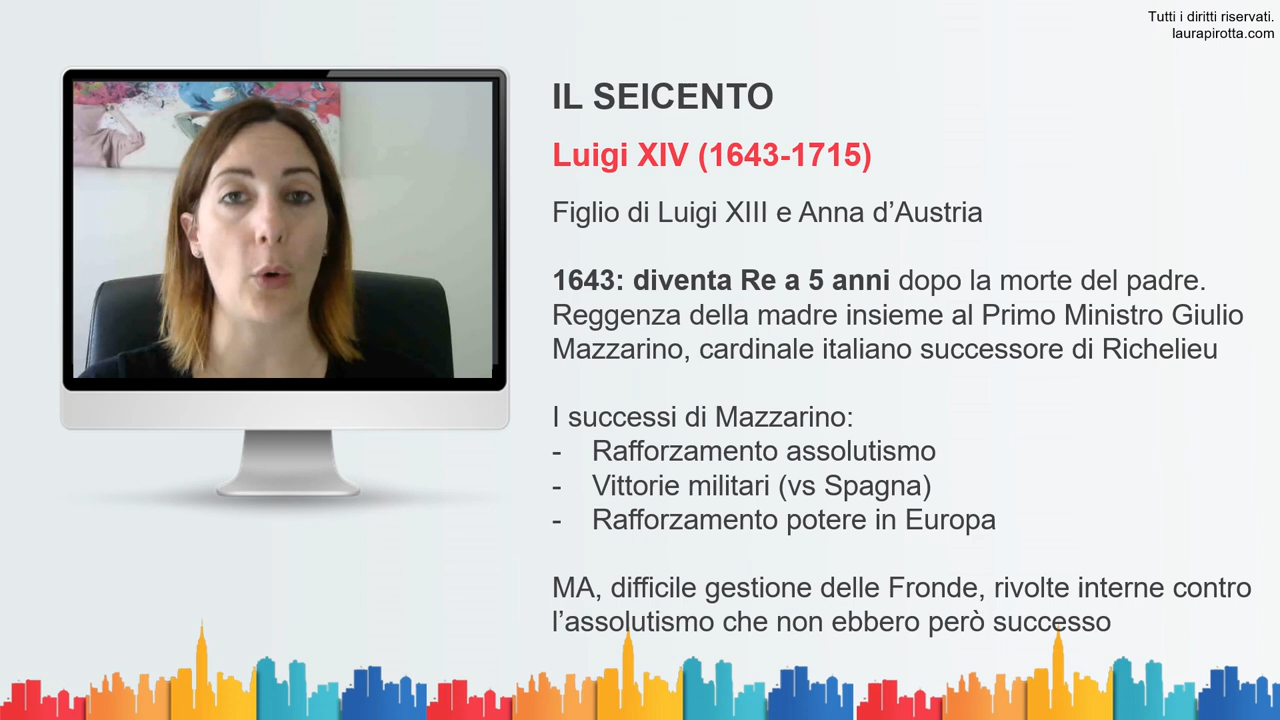 Tutti i diritti riservati.
laurapirotta.com
IL SEICENTO
Luigi XIV (1643-1715)
Figlio di Luigi XIII e Anna d’Austria
1643: diventa Re a 5 anni dopo la morte del padre.
Reggenza della madre insieme al Primo Ministro Giulio
Mazzarino, cardinale italiano successore di Richelieu
I successi di Mazzarino:
- Rafforzamento assolutismo
- Vittorie militari (vs Spagna)
- Rafforzamento potere in Europa
MA, difficile gestione delle Fronde, rivolte interne contro
l’assolutismo che non ebbero però successo